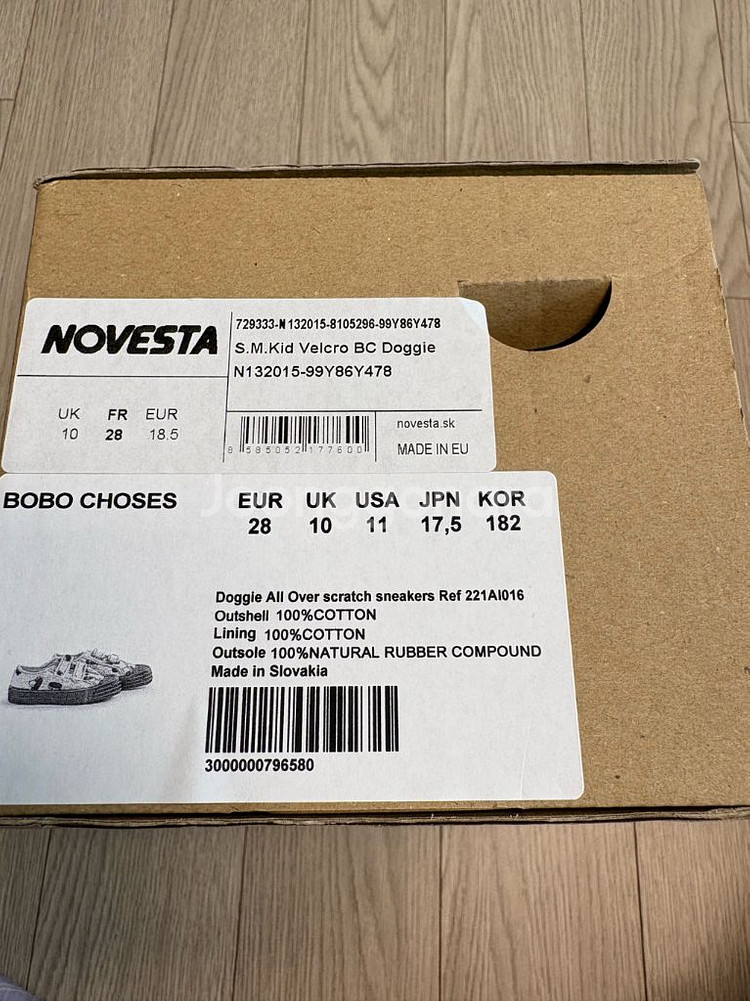 NOVESTA
729333-N132015-8105296-99Y86Y478
S.M.Kid Velcro BC Doggie
N132015-99Y86Y478
UK FR EUR
10 28 18.5
8 585052 177600
novesta.sk
MADE IN EU
BOBO CHOSES
EUR UK USA JPN KOR
28 10 11 17,5 182
Doggie All Over scratch sneakers Ref 221AI016
Outshell 100%COTTON
Lining 100%COTTON
Outsole 100%NATURAL RUBBER COMPOUND
Made in Slovakia
3000000796580